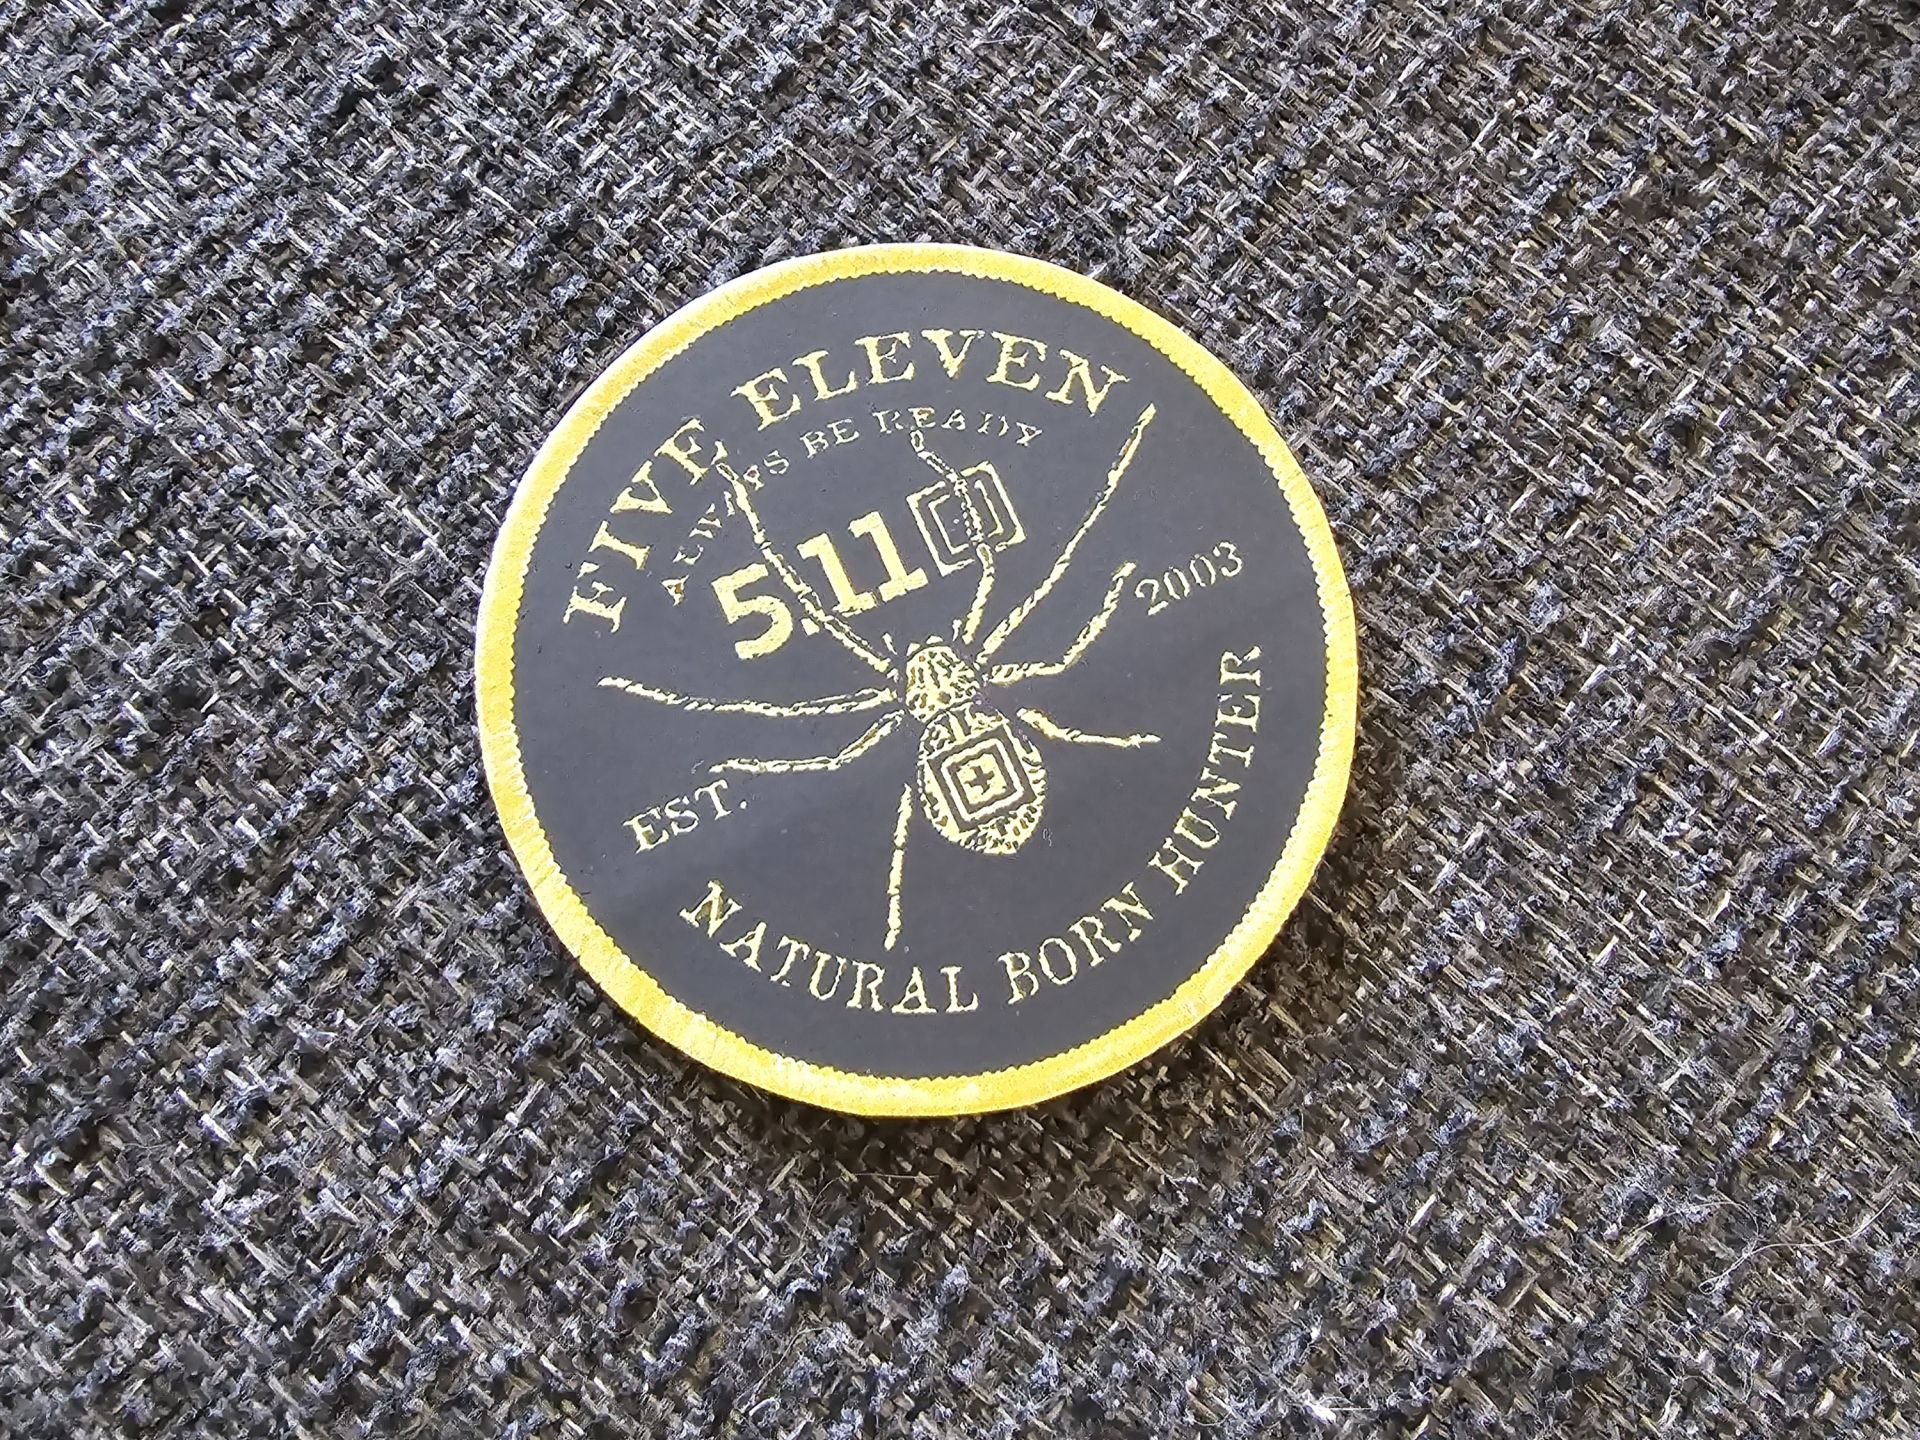 FIVE ELEVEN
ALWAYS BE READY
5.11
EST. 2003
NATURAL BORN HUNTER